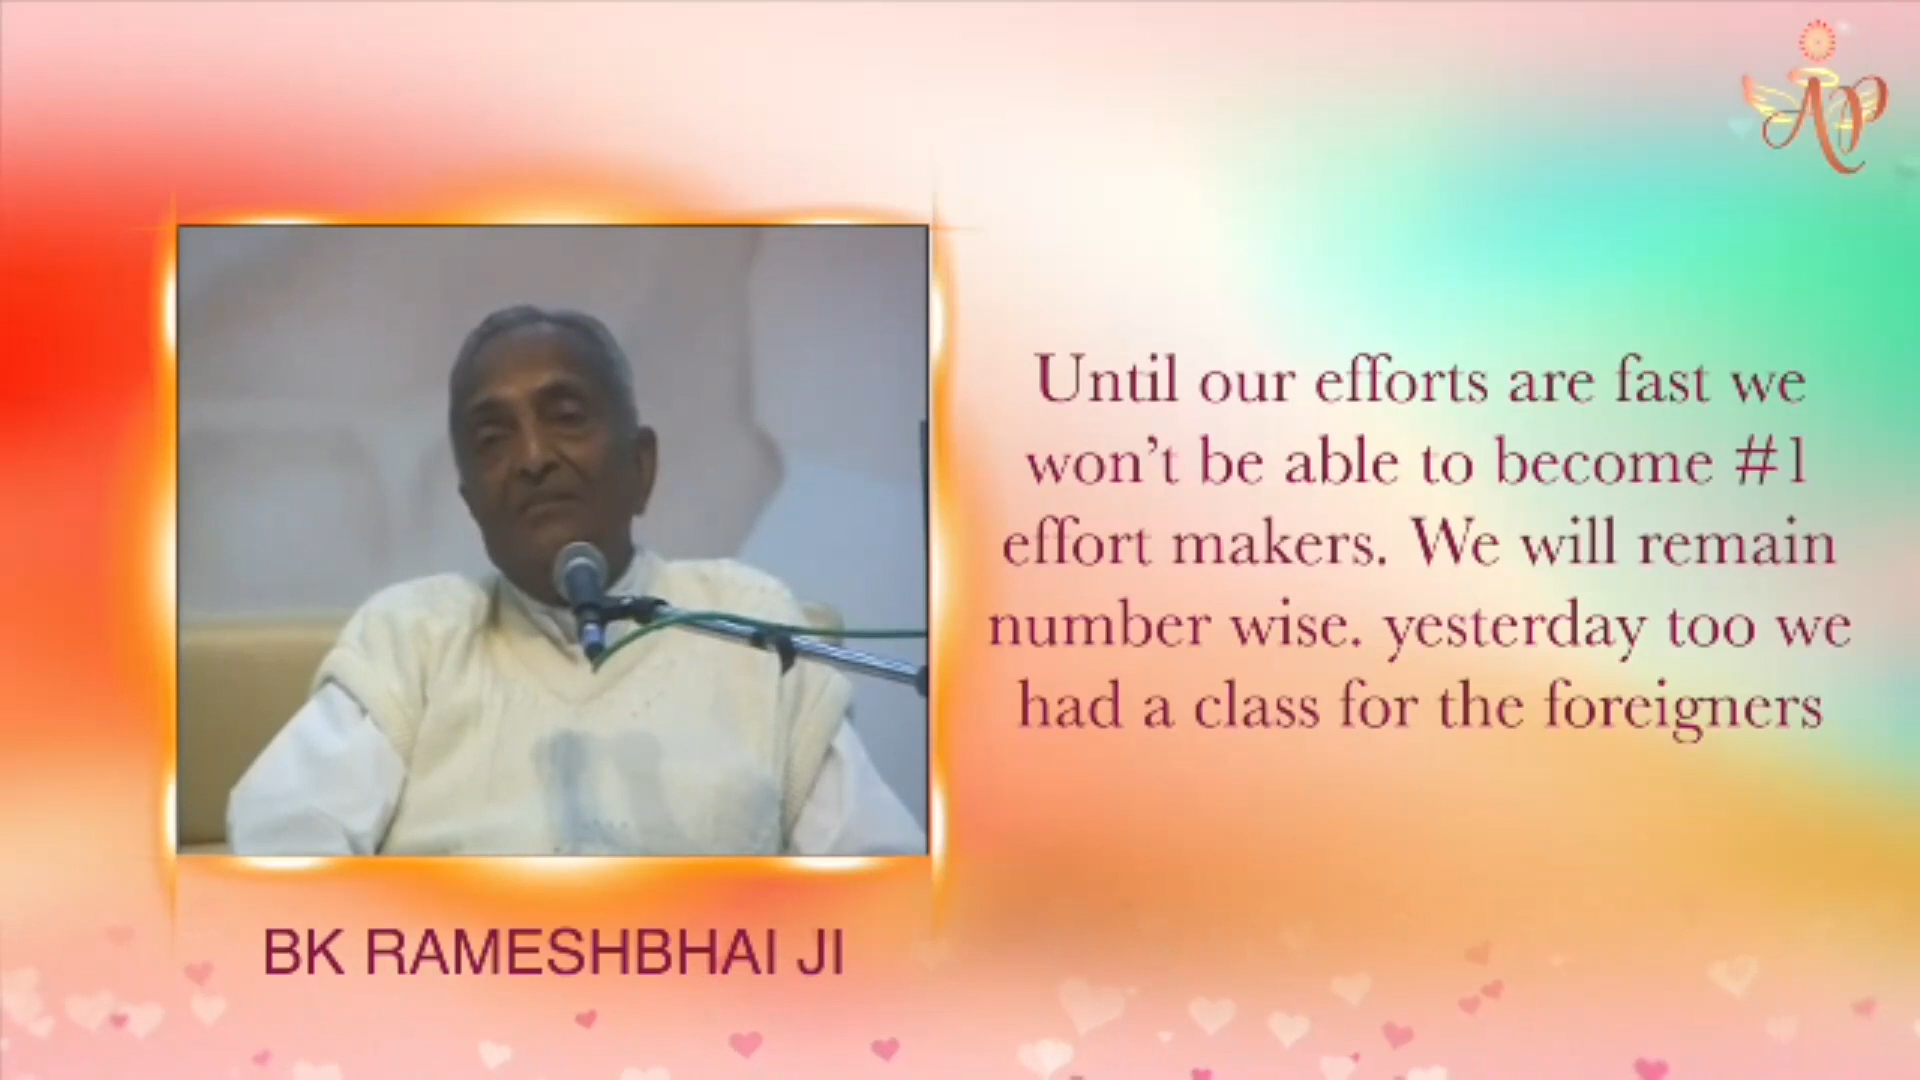 AP
Until our efforts are fast we
won't be able to become #1
effort makers. We will remain
number wise. yesterday too we
had a class for the foreigners
BK RAMESHBHAI JI